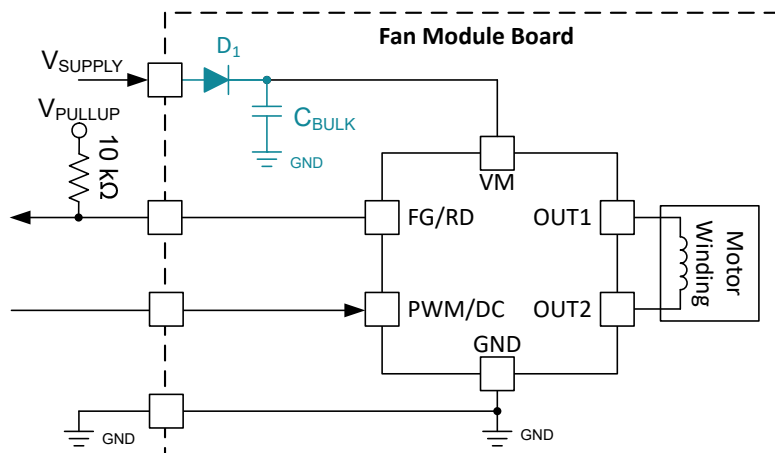 Fan Module Board
D1
VSUPPLY
VPULLUP
CBULK
GND
10 kΩ
VM
FG/RD
OUT1
Motor
Winding
PWM/DC
OUT2
GND
GND
GND